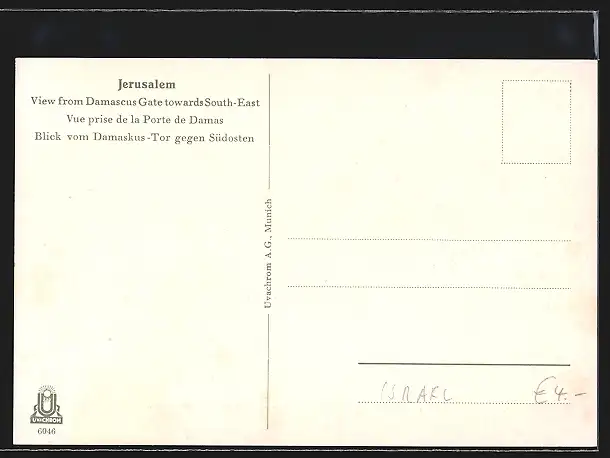 Jerusalem
View from Damascus Gate towards South-East
Vue prise de la Porte de Damas
Blick vom Damaskus-Tor gegen Südosten
Uvachrom A.G., Munich
ISRAEL €4.-
UVACHROM
6046